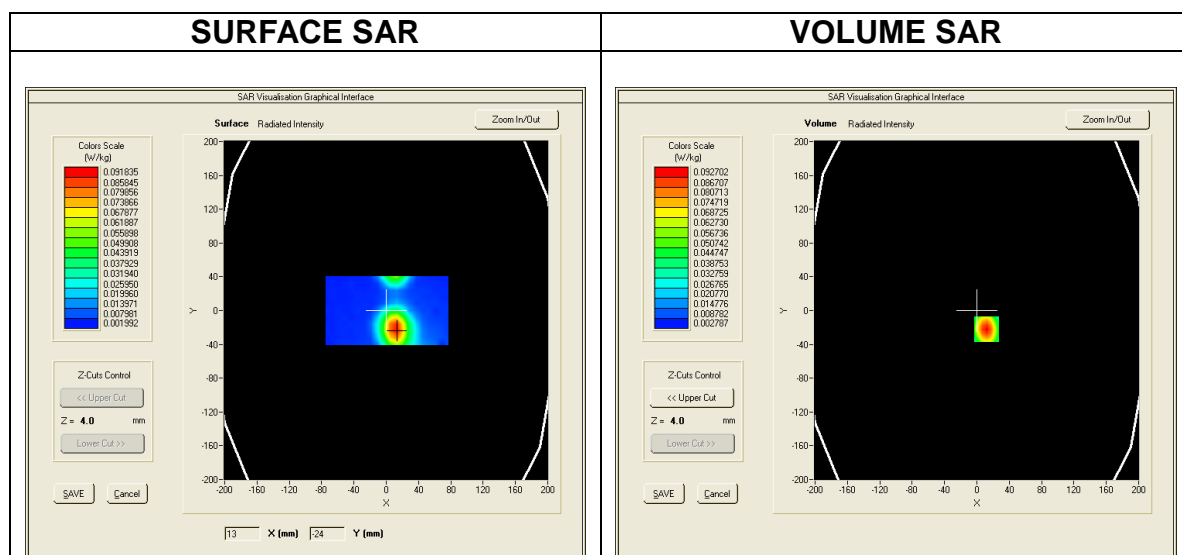 SURFACE SAR
VOLUME SAR
SAR Visualisation Graphical Interface
Surface Radiated Intensity
Zoom In/Out
Colors Scale
(W/kg)
0.091835
0.085845
0.079856
0.073866
0.067877
0.061887
0.055898
0.049908
0.043919
0.037929
0.031940
0.025950
0.019960
0.013971
0.007981
0.001992
Z-Cuts Control
<< Upper Cut
Z = 4.0 mm
Lower Cut >>
SAVE Cancel
200
160
120
80
40
0
-40
-80
-120
-160
-200
Y
-200 -160 -120 -80 -40 0 40 80 120 160 200
X
13 X (mm) -24 Y (mm)
SAR Visualisation Graphical Interface
Volume Radiated Intensity
Zoom In/Out
Colors Scale
(W/kg)
0.092702
0.086707
0.080713
0.074719
0.068725
0.062730
0.056736
0.050742
0.044747
0.038753
0.032759
0.026765
0.020770
0.014776
0.008782
0.002787
Z-Cuts Control
<< Upper Cut
Z = 4.0 mm
Lower Cut >>
SAVE Cancel
200
160
120
80
40
0
-40
-80
-120
-160
-200
Y
-200 -160 -120 -80 -40 0 40 80 120 160 200
X